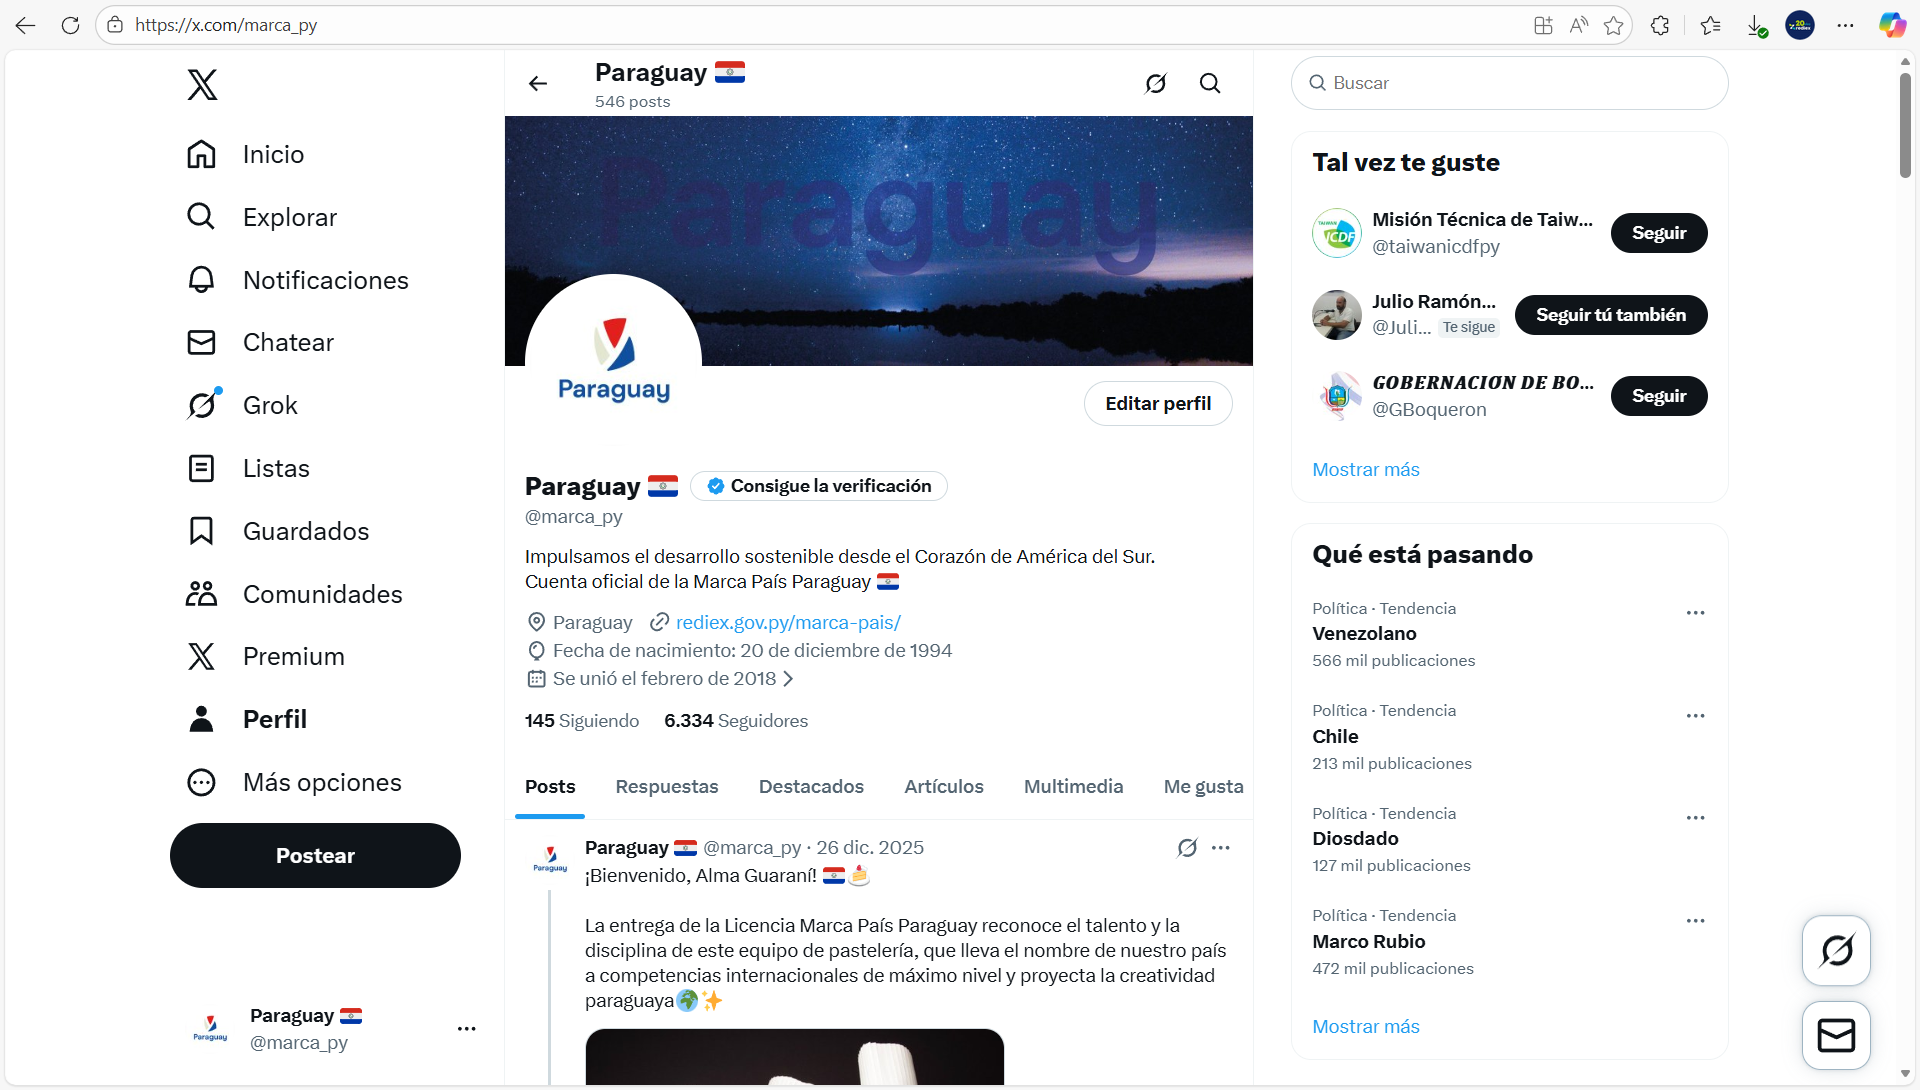 https://x.com/marca_py
Inicio
Explorar
Notificaciones
Chatear
Grok
Listas
Guardados
Comunidades
Premium
Perfil
Más opciones
Postear
Paraguay
Paraguay
@marca_py
Paraguay
546 posts
Paraguay
Paraguay
Editar perfil
Paraguay Consigue la verificación
@marca_py
Impulsamos el desarrollo sostenible desde el Corazón de América del Sur.
Cuenta oficial de la Marca País Paraguay
Paraguay rediex.gov.py/marca-pais/
Fecha de nacimiento: 20 de diciembre de 1994
Se unió el febrero de 2018
145 Siguiendo 6.334 Seguidores
Posts Respuestas Destacados Artículos Multimedia Me gusta
Paraguay
Paraguay @marca_py · 26 dic. 2025
¡Bienvenido, Alma Guaraní!
La entrega de la Licencia Marca País Paraguay reconoce el talento y la
disciplina de este equipo de pastelería, que lleva el nombre de nuestro país
a competencias internacionales de máximo nivel y proyecta la creatividad
paraguaya
Buscar
Tal vez te guste
TAIWAN
ICDF
Misión Técnica de Taiw...
@taiwanicdfpy
Seguir
Julio Ramón...
@Juli... Te sigue
Seguir tú también
GOBERNACIÓN DE BO...
@GBoqueron
Seguir
Mostrar más
Qué está pasando
Política · Tendencia
Venezolano
566 mil publicaciones
Política · Tendencia
Chile
213 mil publicaciones
Política · Tendencia
Diosdado
127 mil publicaciones
Política · Tendencia
Marco Rubio
472 mil publicaciones
Mostrar más